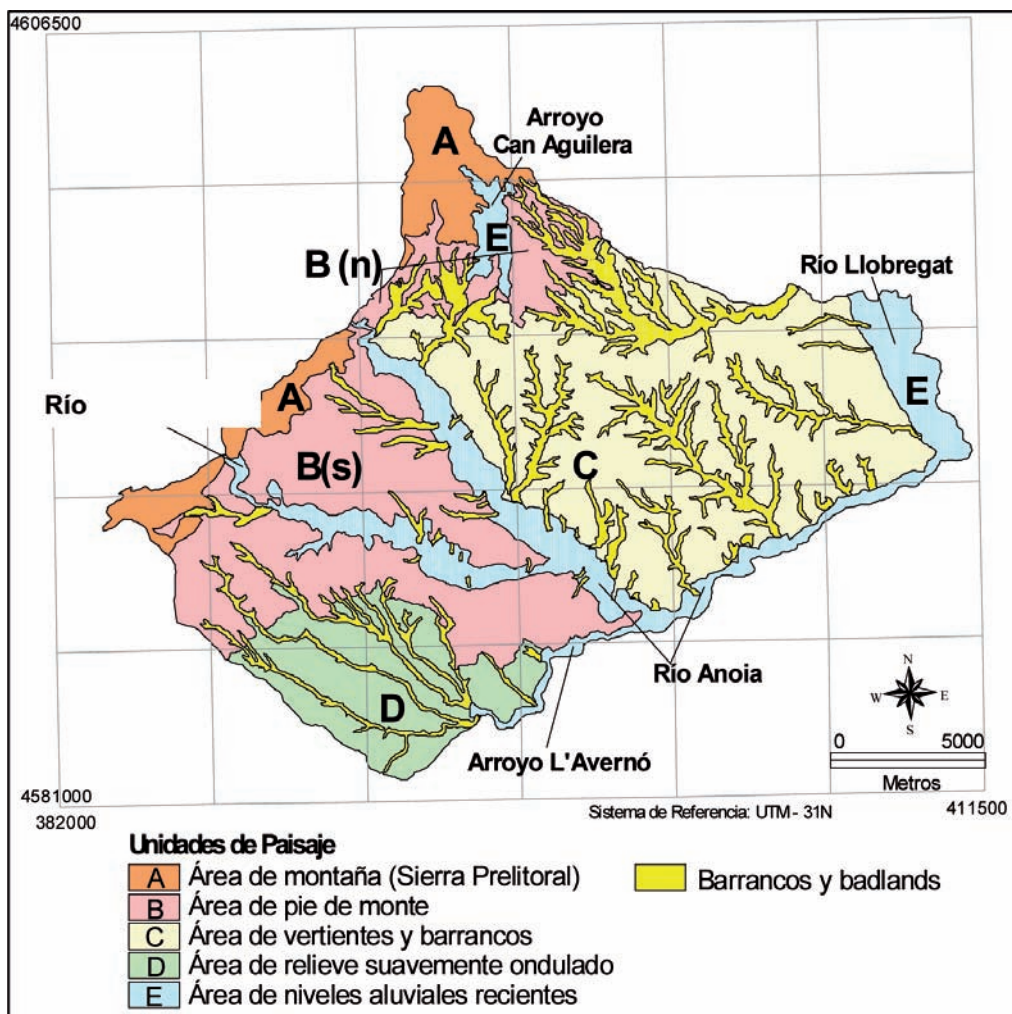 4606500
Arroyo
Can Aguilera
A
E
B (n)
Río Llobregat
E
A
Río
B(s)
C
Río Anoia
D
Arroyo L'Avernó
N
W E
S
0 5000
Metros
4581000
382000
Sistema de Referencia: UTM - 31N
411500
Unidades de Paisaje
A Área de montaña (Sierra Prelitoral)
B Área de pie de monte
C Área de vertientes y barrancos
D Área de relieve suavemente ondulado
E Área de niveles aluviales recientes
Barrancos y badlands